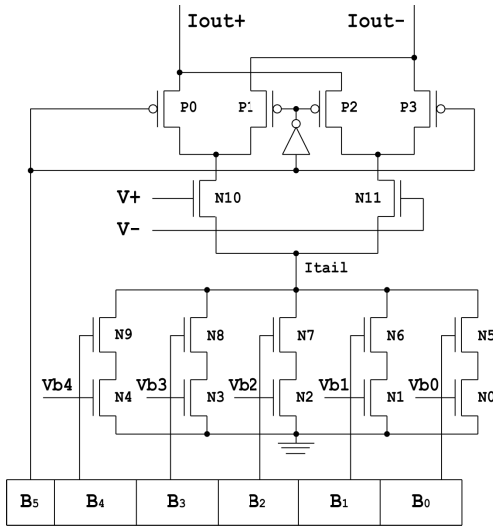 Iout+ Iout-
P0 P1 P2 P3
V+ N10 N11
V-
Itail
N9 N8 N7 N6 N5
Vb4 Vb3 Vb2 Vb1 Vb0
N4 N3 N2 N1 N0
B5 B4 B3 B2 B1 B0